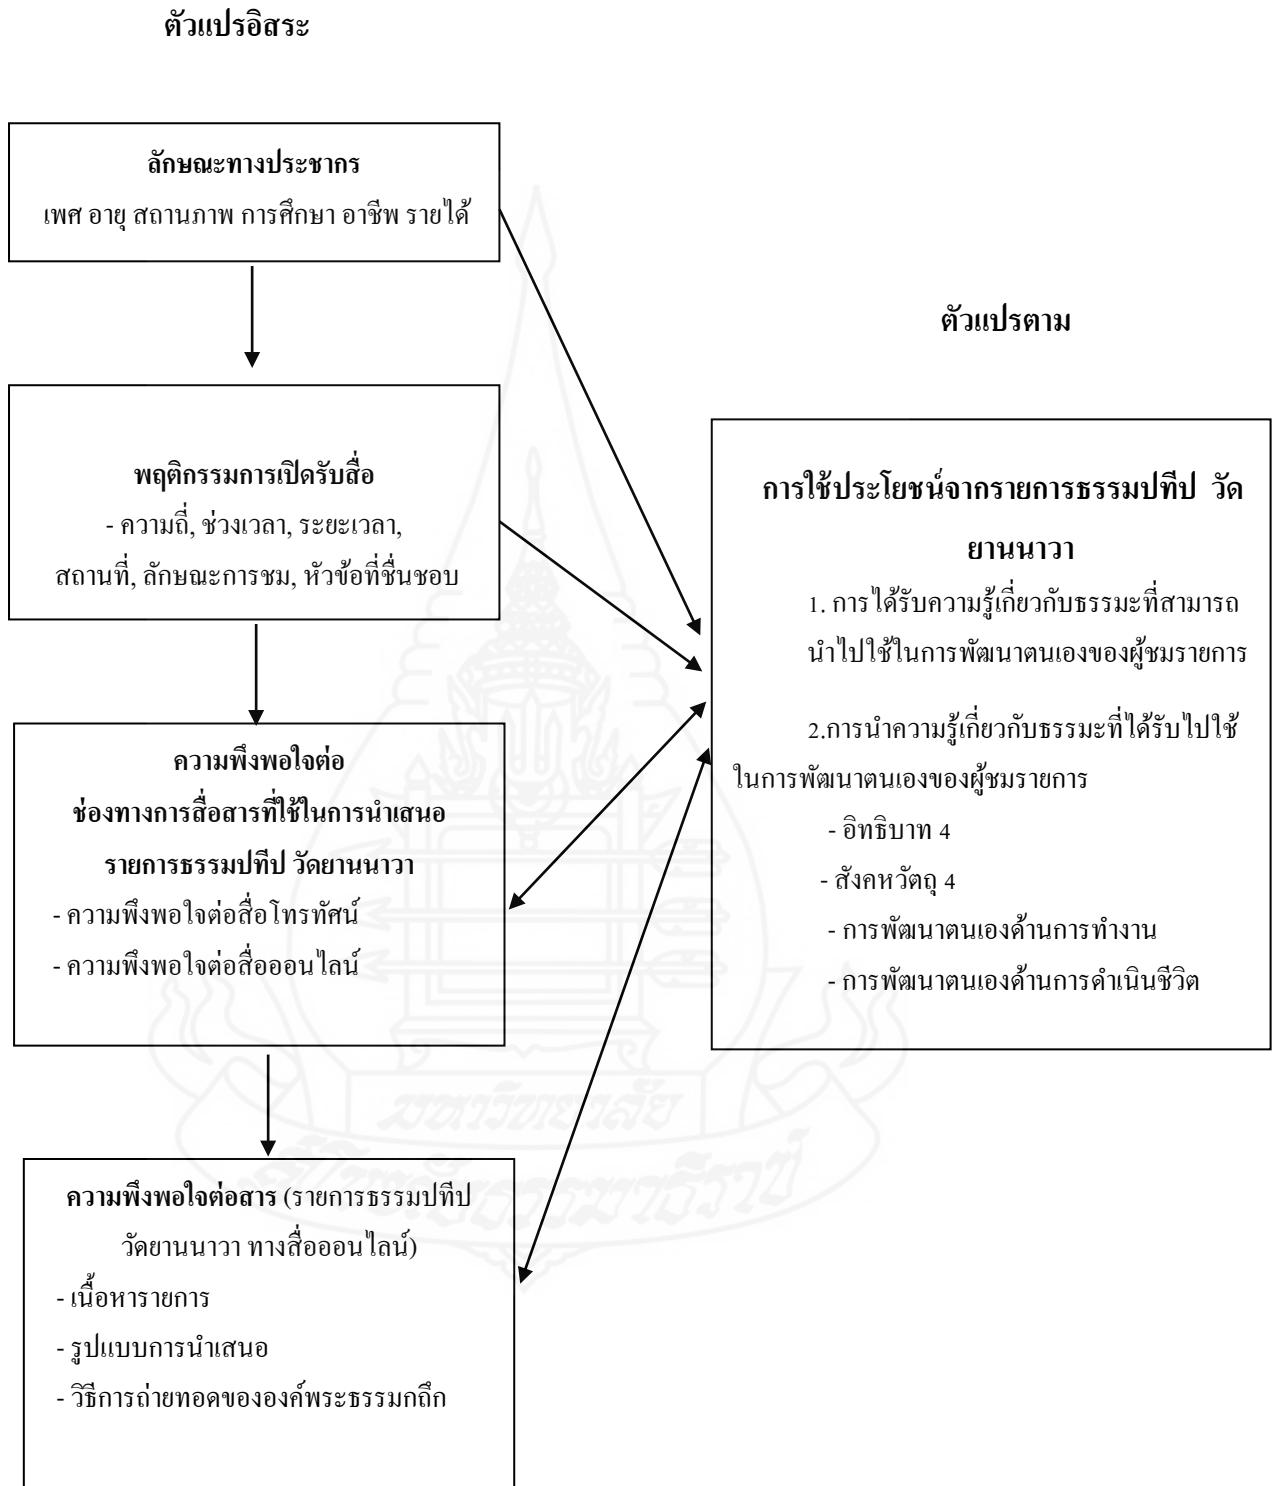 ตัวแปรอิสระ
ลักษณะทางประชากร
เพศ อายุ สถานภาพ การศึกษา อาชีพ รายได้
พฤติกรรมการเปิดรับสื่อ
- ความถี่, ช่วงเวลา, ระยะเวลา,
สถานที่, ลักษณะการชม, หัวข้อที่ชื่นชอบ
ความพึงพอใจต่อ
ช่องทางการสื่อสารที่ใช้ในการนำเสนอ
รายการธรรมปทีป วัดยานนาวา
- ความพึงพอใจต่อสื่อโทรทัศน์
- ความพึงพอใจต่อสื่อออนไลน์
ความพึงพอใจต่อสาร (รายการธรรมปทีป
วัดยานนาวา ทางสื่อออนไลน์)
- เนื้อหารายการ
- รูปแบบการนำเสนอ
- วิธีการถ่ายทอดขององค์พระธรรมกถึก
ตัวแปรตาม
การใช้ประโยชน์จากรายการธรรมปทีป วัด
ยานนาวา
1. การได้รับความรู้เกี่ยวกับธรรมะที่สามารถ
นำไปใช้ในการพัฒนาตนเองของผู้ชมรายการ
2.การนำความรู้เกี่ยวกับธรรมะที่ได้รับไปใช้
ในการพัฒนาตนเองของผู้ชมรายการ
- อิทธิบาท 4
- สังคหวัตถุ 4
- การพัฒนาตนเองด้านการทำงาน
- การพัฒนาตนเองด้านการดำเนินชีวิต
มหาวิทยาลัย
สุโขทัยธรรมาธิราช